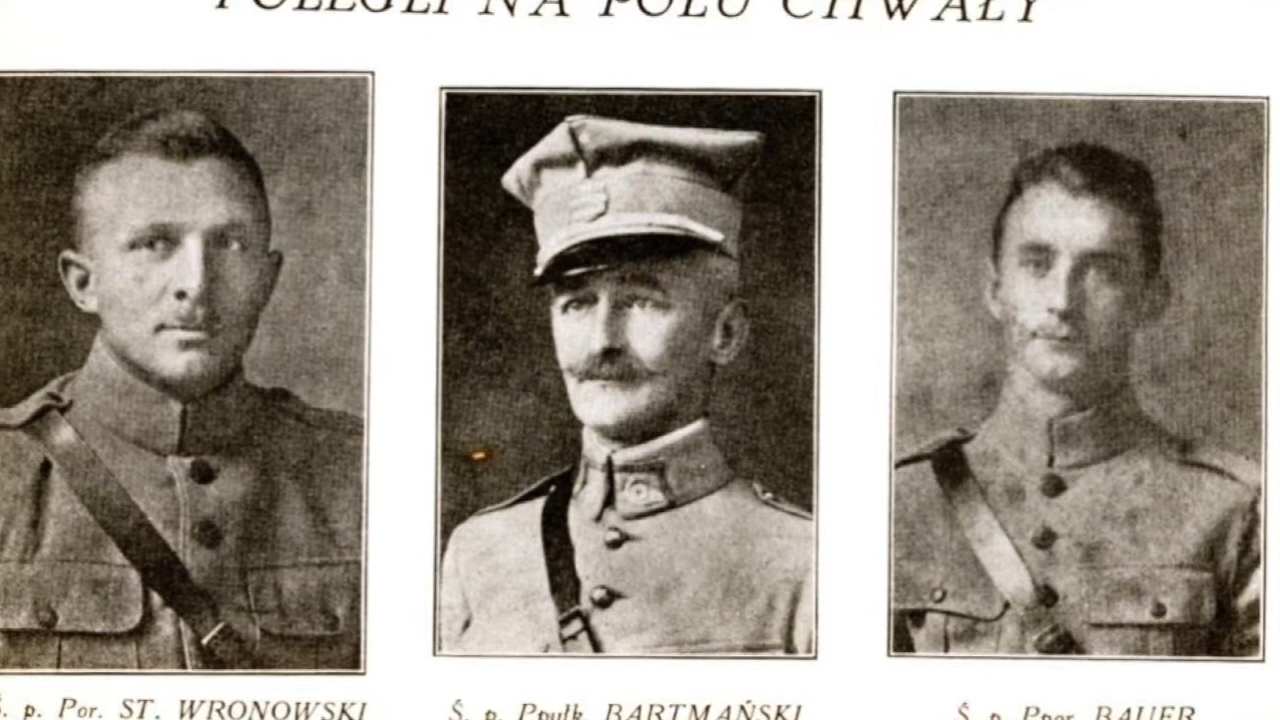 POLEGLI NA POLU CHWAŁY
Ś. p. Por. ST. WRONOWSKI
Ś. p. Ppułk. BARTMAŃSKI
Ś. p. Ppor. BAUER